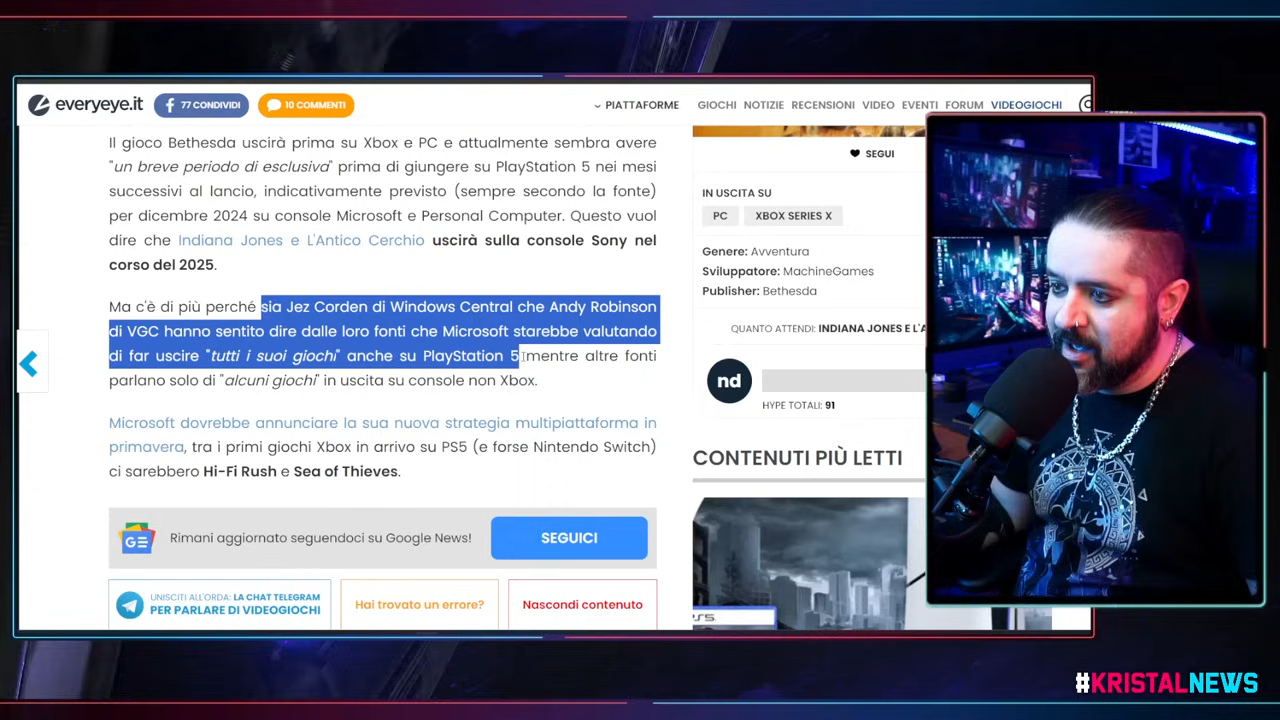 everyeye.it
77 CONDIVIDI
10 COMMENTI
PIATTAFORME
GIOCHI NOTIZIE RECENSIONI VIDEO EVENTI FORUM VIDEOGIOCHI
Il gioco Bethesda uscirà prima su Xbox e PC e attualmente sembra avere
"un breve periodo di esclusiva" prima di giungere su PlayStation 5 nei mesi
successivi al lancio, indicativamente previsto (sempre secondo la fonte)
per dicembre 2024 su console Microsoft e Personal Computer. Questo vuol
dire che Indiana Jones e L'Antico Cerchio uscirà sulla console Sony nel
corso del 2025.
Ma c'è di più perché sia Jez Corden di Windows Central che Andy Robinson
di VGC hanno sentito dire dalle loro fonti che Microsoft starebbe valutando
di far uscire "tutti i suoi giochi" anche su PlayStation 5 mentre altre fonti
parlano solo di "alcuni giochi" in uscita su console non Xbox.
Microsoft dovrebbe annunciare la sua nuova strategia multipiattaforma in
primavera, tra i primi giochi Xbox in arrivo su PS5 (e forse Nintendo Switch)
ci sarebbero Hi-Fi Rush e Sea of Thieves.
GE
Rimani aggiornato seguendoci su Google News!
SEGUICI
UNISCITI ALL'ORDA: LA CHAT TELEGRAM
PER PARLARE DI VIDEOGIOCHI
Hai trovato un errore?
Nascondi contenuto
SEGUI
IN USCITA SU
PC
XBOX SERIES X
Genere: Avventura
Sviluppatore: MachineGames
Publisher: Bethesda
QUANTO ATTENDI: INDIANA JONES E L'A
nd
HYPE TOTALI: 91
CONTENUTI PIÙ LETTI
#KRISTALNEWS